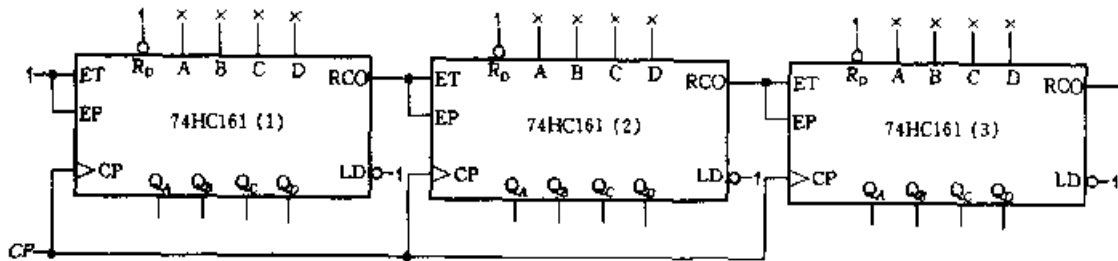 1 × × × × 1 × × × × 1 × × × ×
1 ET R_D A B C D RCO ET R_D A B C D RCO ET R_D A B C D RCO
EP EP EP
74HC161 (1) 74HC161 (2) 74HC161 (3)
CP LD 1 CP LD 1 CP LD 1
Q_A Q_B Q_C Q_D Q_A Q_B Q_C Q_D Q_A Q_B Q_C Q_D
CP